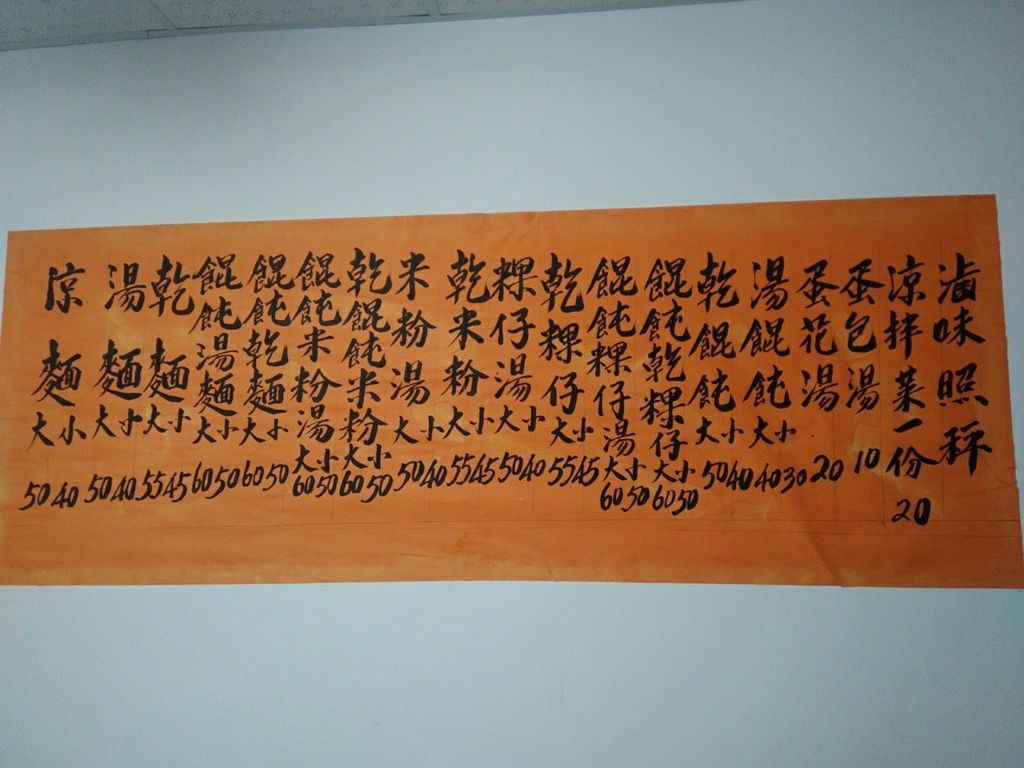 涼麵大小 50 40
湯麵大小 50 40
乾麵大小 55 45
餛飩湯麵大小 60 50
餛飩乾麵大小 60 50
餛飩米粉湯大小 60 50
乾餛飩米粉大小 60 50
米粉湯大小 50 40
乾米粉大小 55 45
粿仔湯大小 50 40
乾粿仔大小 55 45
餛飩粿仔湯大小 60 50
餛飩乾粿仔大小 60 50
乾餛飩大小 50 40
湯餛飩大小 40 30
蛋花湯 20
蛋包湯 10
涼拌菜一份 20
滷味照秤